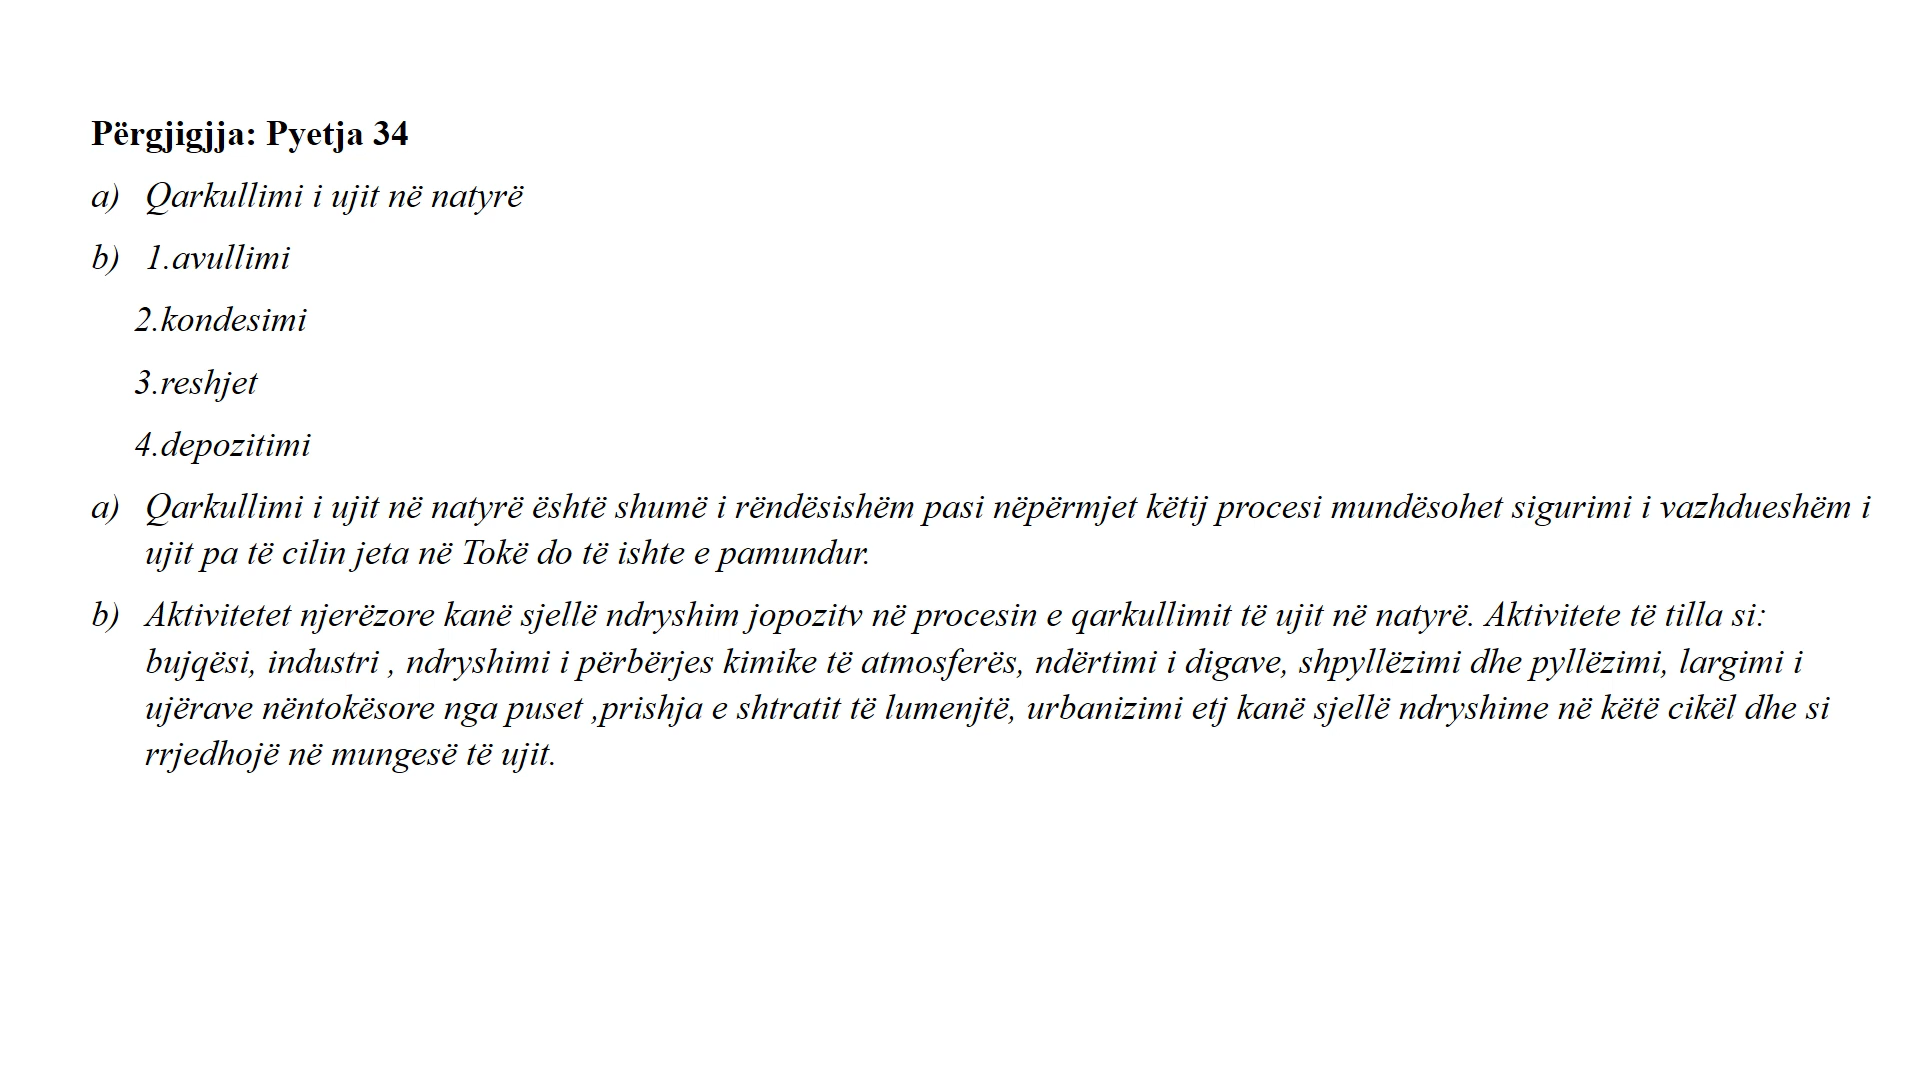 Përgjigjja: Pyetja 34
a) Qarkullimi i ujit në natyrë
b) 1.avullimi
2.kondesimi
3.reshjet
4.depozitimi
a) Qarkullimi i ujit në natyrë është shumë i rëndësishëm pasi nëpërmjet këtij procesi mundësohet sigurimi i vazhdueshëm i
ujit pa të cilin jeta në Tokë do të ishte e pamundur.
b) Aktivitetet njerëzore kanë sjellë ndryshim jopozitv në procesin e qarkullimit të ujit në natyrë. Aktivitete të tilla si:
bujqësi, industri , ndryshimi i përbërjes kimike të atmosferës, ndërtimi i digave, shpyllëzimi dhe pyllëzimi, largimi i
ujërave nëntokësore nga puset ,prishja e shtratit të lumenjtë, urbanizimi etj kanë sjellë ndryshime në këtë cikël dhe si
rrjedhojë në mungesë të ujit.